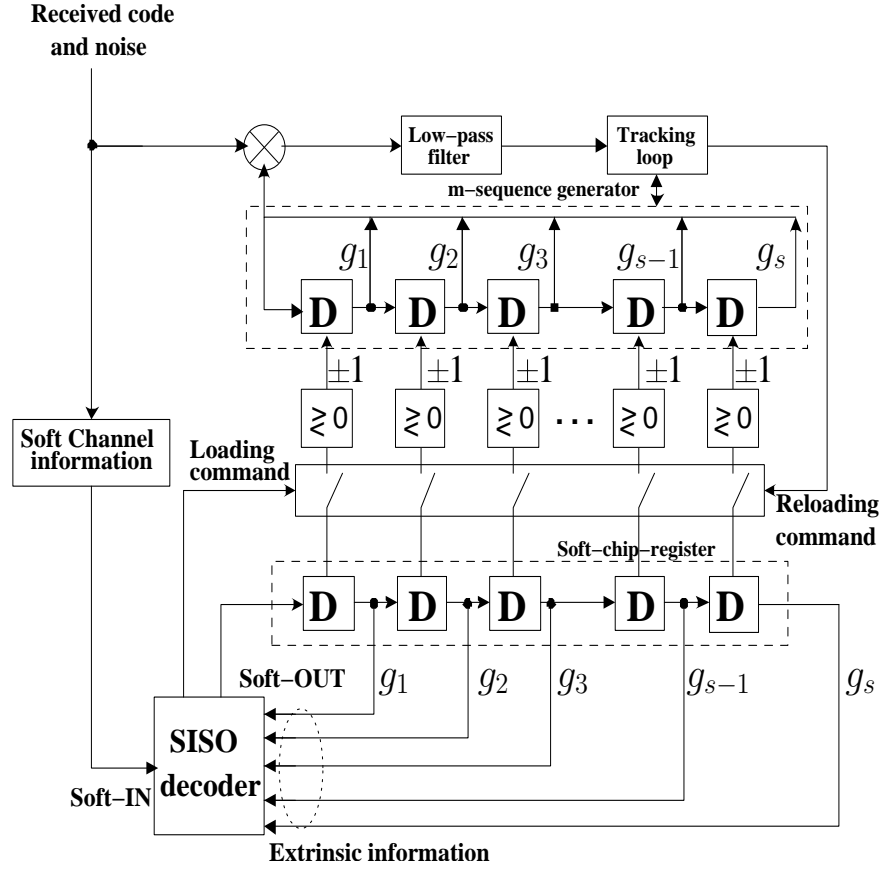 Received code
and noise
Low-pass
filter
Tracking
loop
m-sequence generator
g₁ g₂ g₃ gₛ₋₁ gₛ
D D D D D
±1 ±1 ±1 ±1 ±1
≷0 ≷0 ≷0 ... ≷0 ≷0
Soft Channel
information
Loading
command
Reloading
command
Soft-chip-register
D D D D D
Soft-OUT
g₁ g₂ g₃ gₛ₋₁ gₛ
SISO
decoder
Soft-IN
Extrinsic information